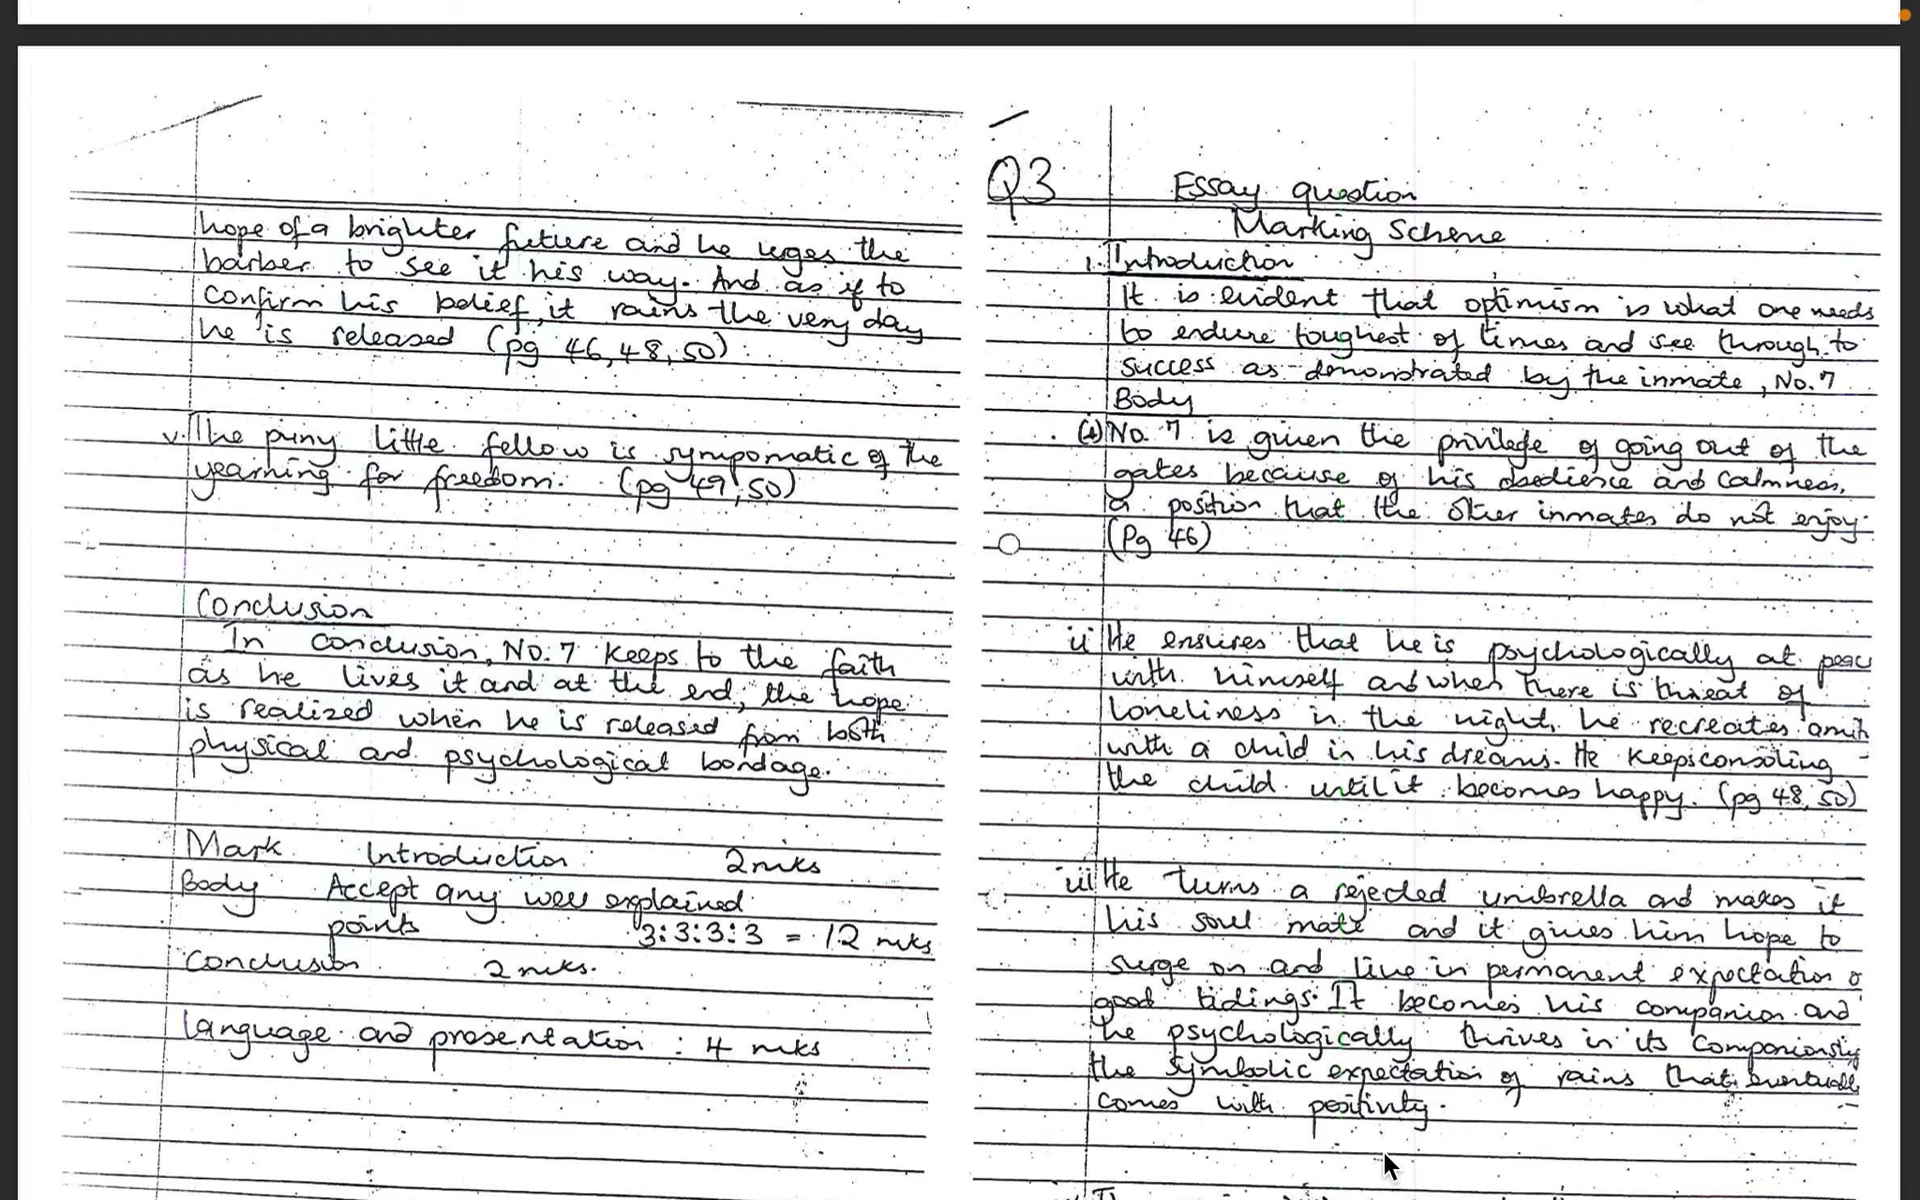 hope of a brighter future and he urges the
barber to see it his way. And as if to
confirm his belief, it rains the very day
he is released (pg 46, 48, 50)
v. The puny little fellow is sympomatic of the
yearning for freedom. (pg 49, 50)
Conclusion
In conclusion, No. 7 keeps to the faith
as he lives it and at the end, the hope
is realized when he is released from both
physical and psychological bondage.
Mark Introduction 2mks
Body Accept any well explained
points 3:3:3:3 = 12 mks
Conclusion 2 mks.
Language and presentation : 4 mks
Q3 Essay question
Marking Scheme
1. Introduction
It is evident that optimism is what one needs
to endure toughest of times and see through to
success as demonstrated by the inmate, No. 7
Body
(i) No. 7 is given the privilege of going out of the
gates because of his obedience and calmness,
a position that the other inmates do not enjoy.
(Pg 46)
ii He ensures that he is psychologically at peac
with himself and when there is threat of
loneliness in the night, he recreates
with a child in his dreams. He keeps consoling
the child until it becomes happy. (pg 48, 50)
iii He turns a rejected umbrella and makes it
his soul mate and it gives him hope to
surge on and live in permanent expectation o
good tidings. It becomes his companion and
he psychologically thrives in its companionship
the symbolic expectation of rains that eventuall
comes with positivity.